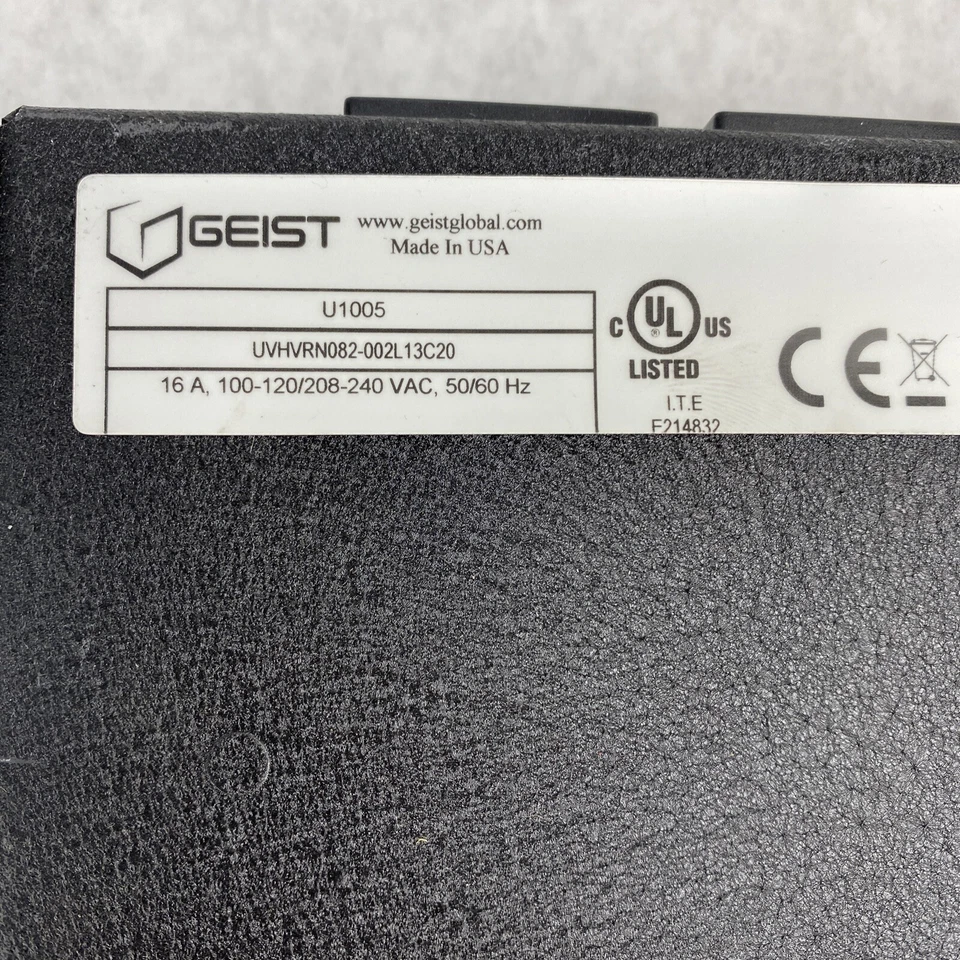 GEIST
www.geistglobal.com
Made In USA
U1005
UVHVRN082-002L13C20
16 A, 100-120/208-240 VAC, 50/60 Hz
C UL US
®
LISTED
I.T.E
E214832
CE